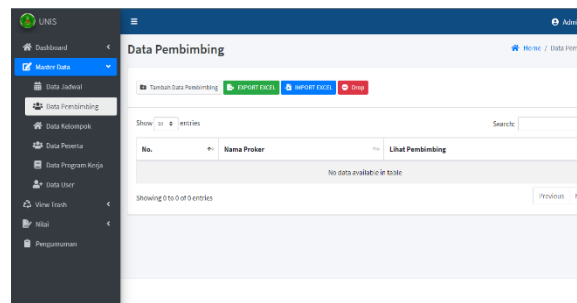 UNIS
Admi
Dashboard
Master Data
Data Jadwal
Data Pembimbing
Data Kelompok
Data Peserta
Data Program Kerja
Data User
View Trash
Nilai
Pengumuman
Data Pembimbing
Home / Data Pem
Tambah Data Pembimbing EXPORT EXCEL IMPORT EXCEL Drop
Show 10 entries Search:
No. Nama Proker Lihat Pembimbing
No data available in table
Showing 0 to 0 of 0 entries Previous